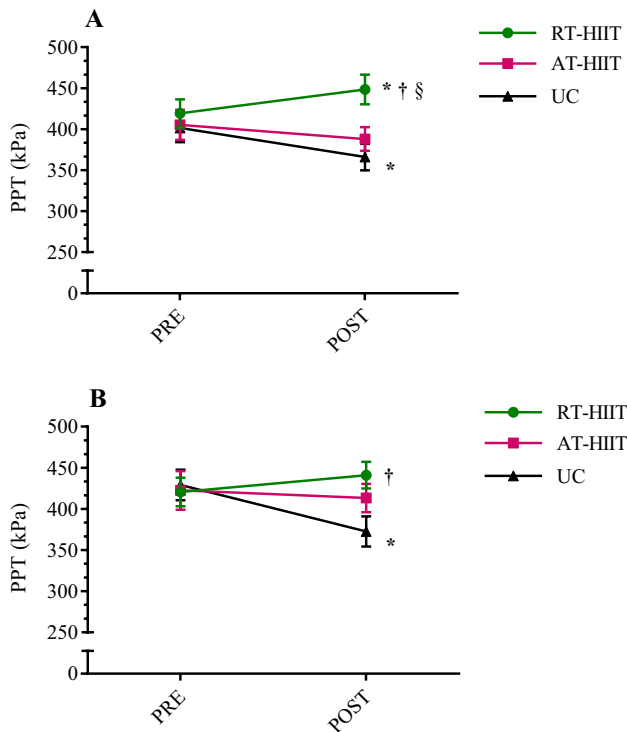 A
500
450
400
350
300
250
0
PPT (kPa)
PRE
POST
* † §
*
RT-HIIT
AT-HIIT
UC
B
500
450
400
350
300
250
0
PPT (kPa)
PRE
POST
†
*
RT-HIIT
AT-HIIT
UC